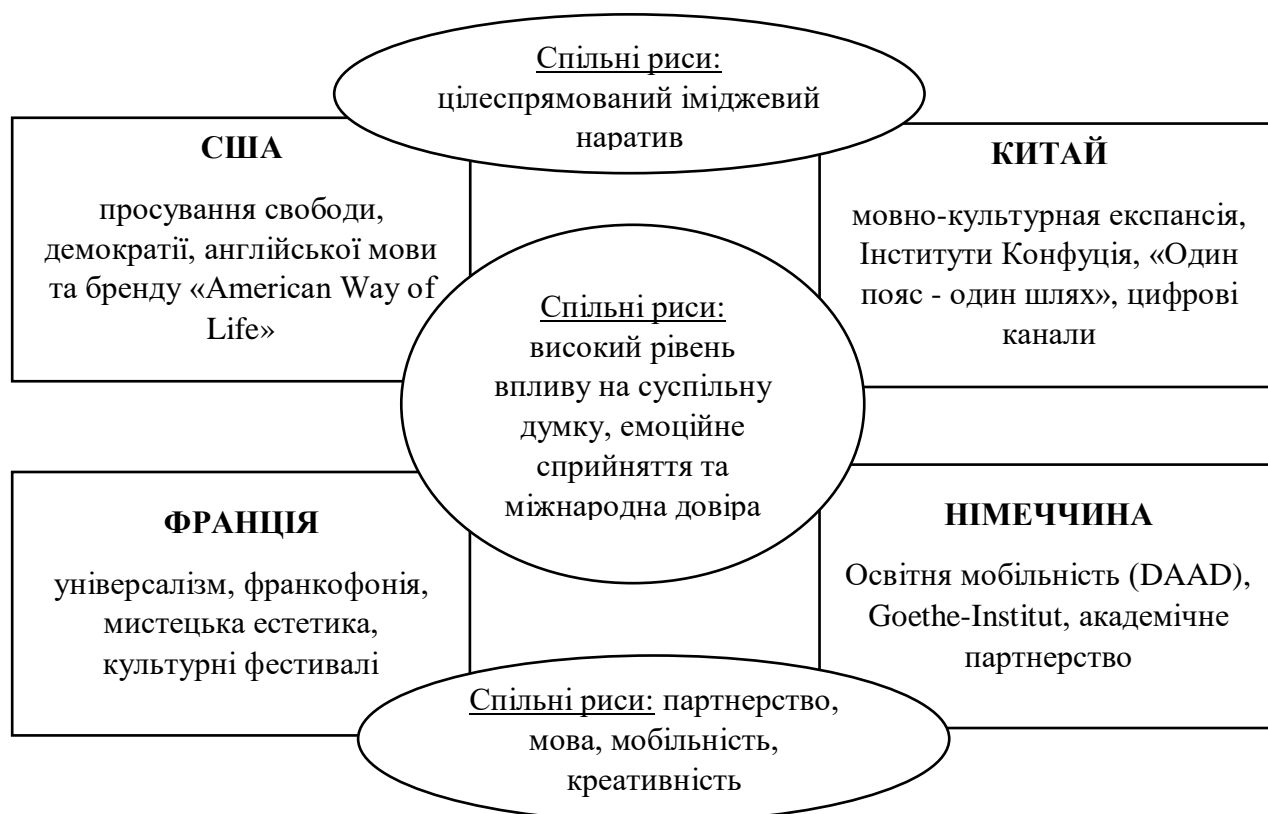 Спільні риси:
цілеспрямований іміджевий
наратив
США
просування свободи,
демократії, англійської мови
та бренду «American Way of
Life»
КИТАЙ
мовно-культурная експансія,
Інститути Конфуція, «Один
пояс - один шлях», цифрові
канали
Спільні риси:
високий рівень
впливу на суспільну
думку, емоційне
сприйняття та
міжнародна довіра
ФРАНЦІЯ
універсалізм, франкофонія,
мистецька естетика,
культурні фестивалі
НІМЕЧЧИНА
Освітня мобільність (DAAD),
Goethe-Institut, академічне
партнерство
Спільні риси: партнерство,
мова, мобільність,
креативність